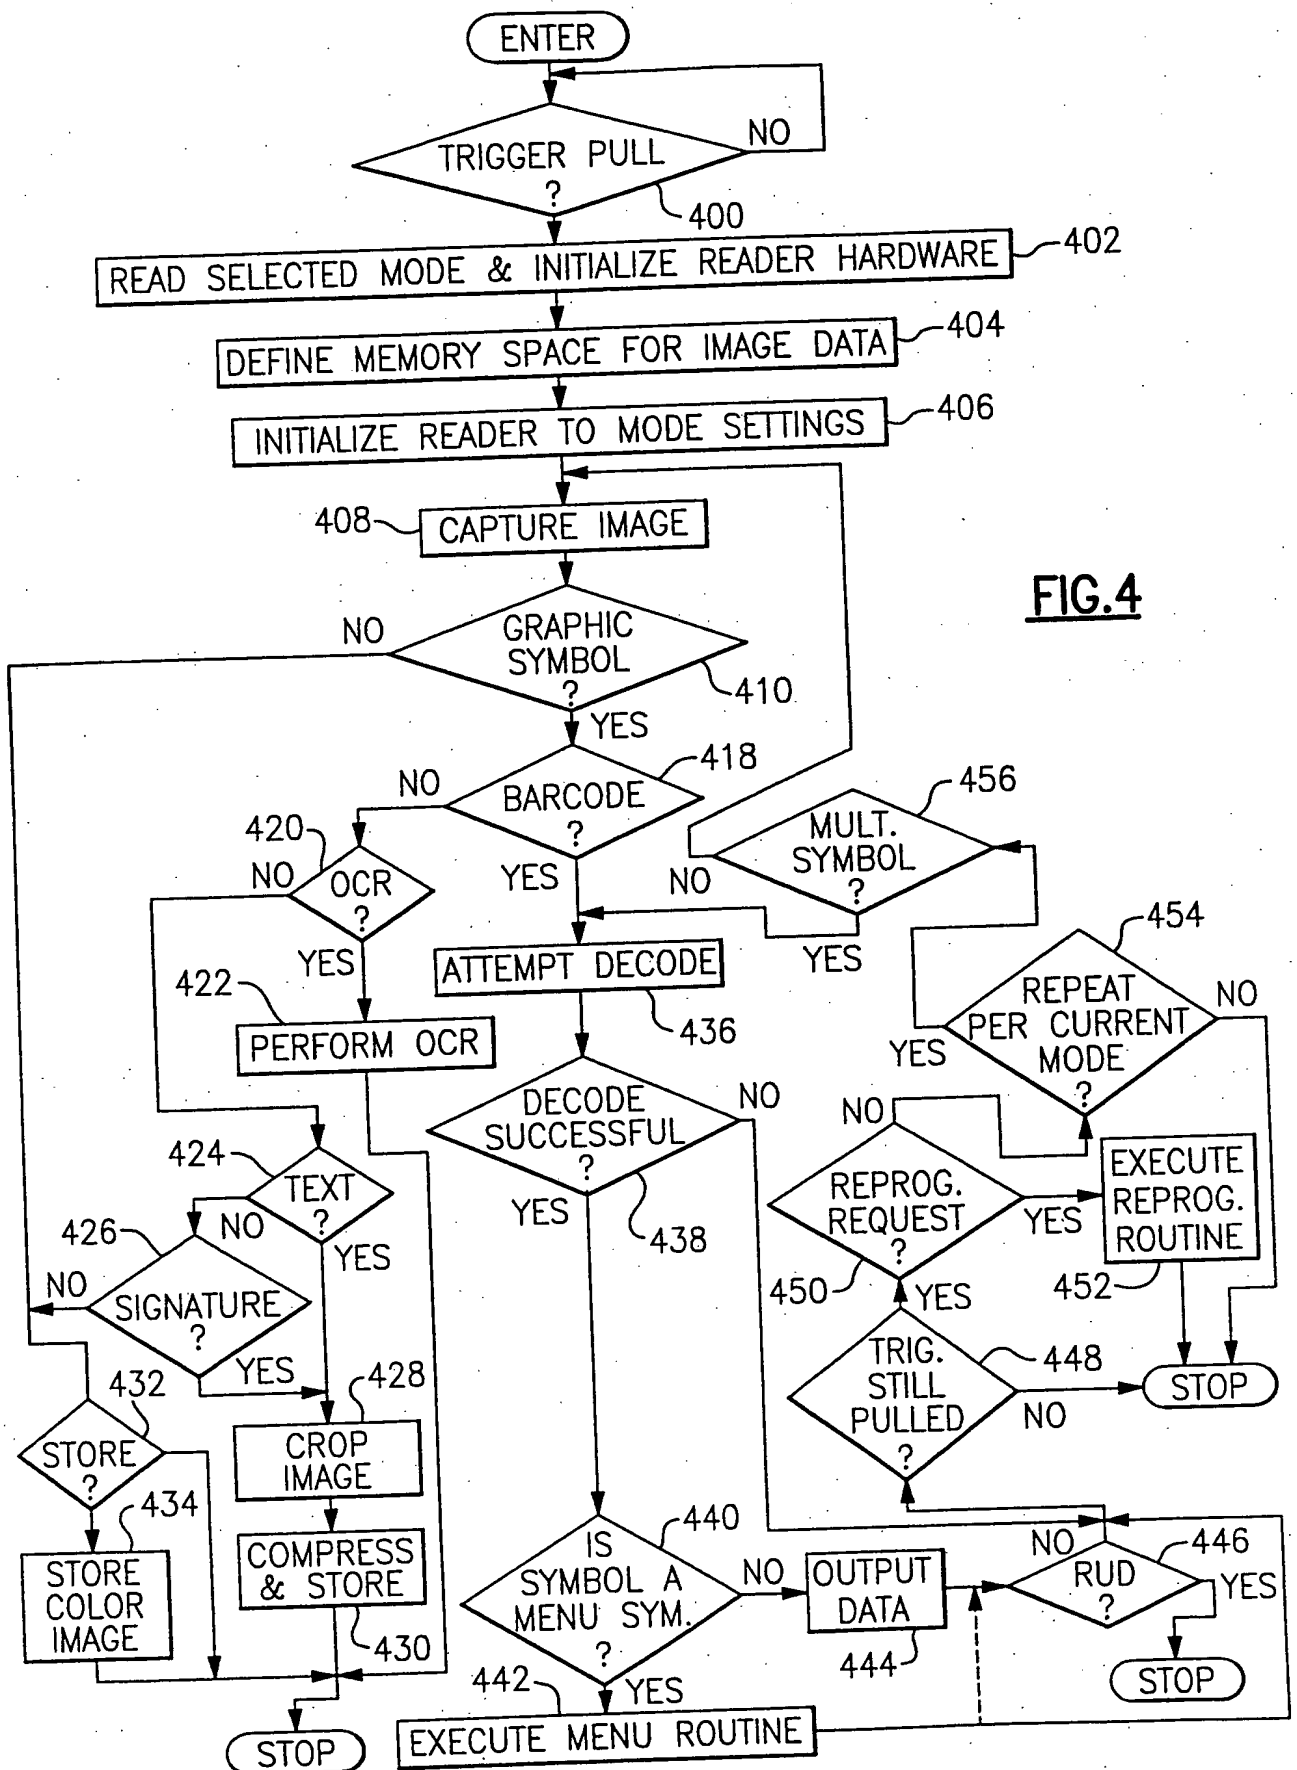 ENTER
TRIGGER PULL
?
NO
400
READ SELECTED MODE & INITIALIZE READER HARDWARE
402
DEFINE MEMORY SPACE FOR IMAGE DATA
404
INITIALIZE READER TO MODE SETTINGS
406
408
CAPTURE IMAGE
FIG.4
NO
GRAPHIC
SYMBOL
?
410
YES
418
NO
BARCODE
?
YES
456
MULT.
SYMBOL
?
NO
YES
420
NO
OCR
?
YES
422
PERFORM OCR
ATTEMPT DECODE
436
454
REPEAT
PER CURRENT
MODE
?
NO
YES
DECODE
SUCCESSFUL
?
NO
YES
438
424
TEXT
?
NO
YES
426
NO
SIGNATURE
?
YES
NO
REPROG.
REQUEST
?
450
YES
YES
EXECUTE
REPROG.
ROUTINE
452
TRIG.
STILL
PULLED
?
448
NO
STOP
432
STORE
?
428
CROP
IMAGE
434
STORE
COLOR
IMAGE
COMPRESS
& STORE
430
STOP
440
IS
SYMBOL A
MENU SYM.
?
NO
YES
OUTPUT
DATA
444
NO
RUD
?
446
YES
STOP
442
EXECUTE MENU ROUTINE